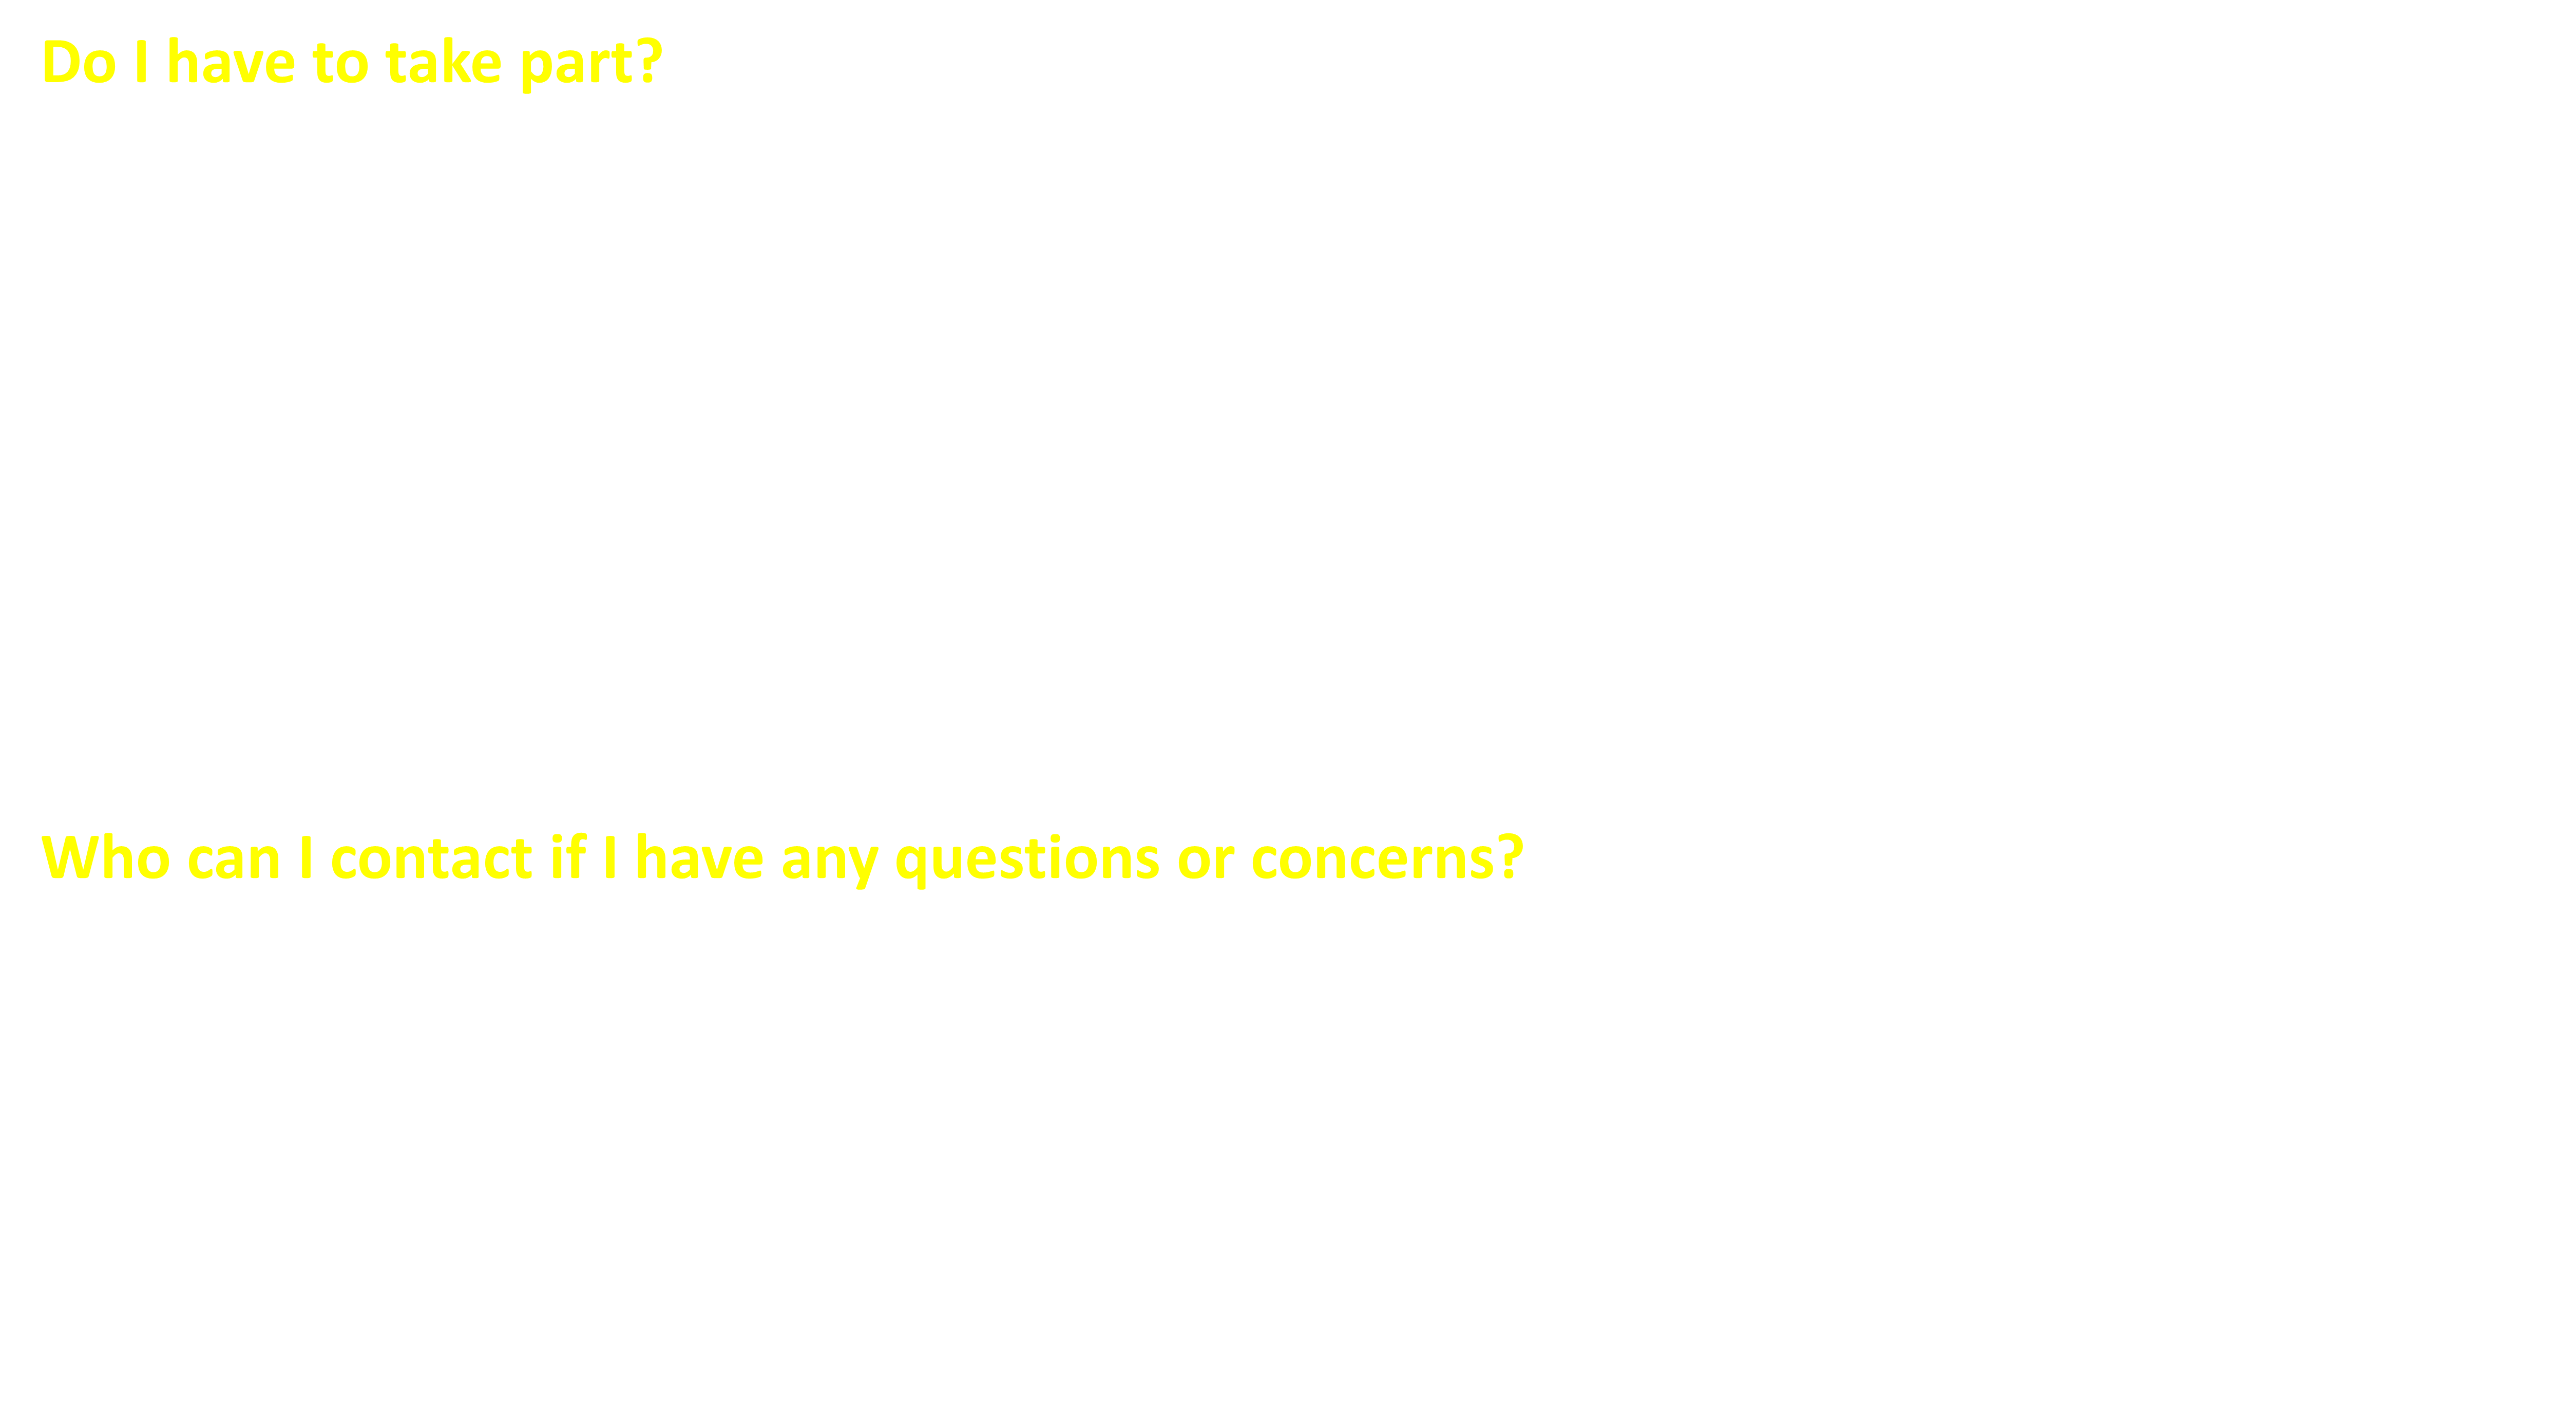 Do I have to take part?
Who can I contact if I have any questions or concerns?